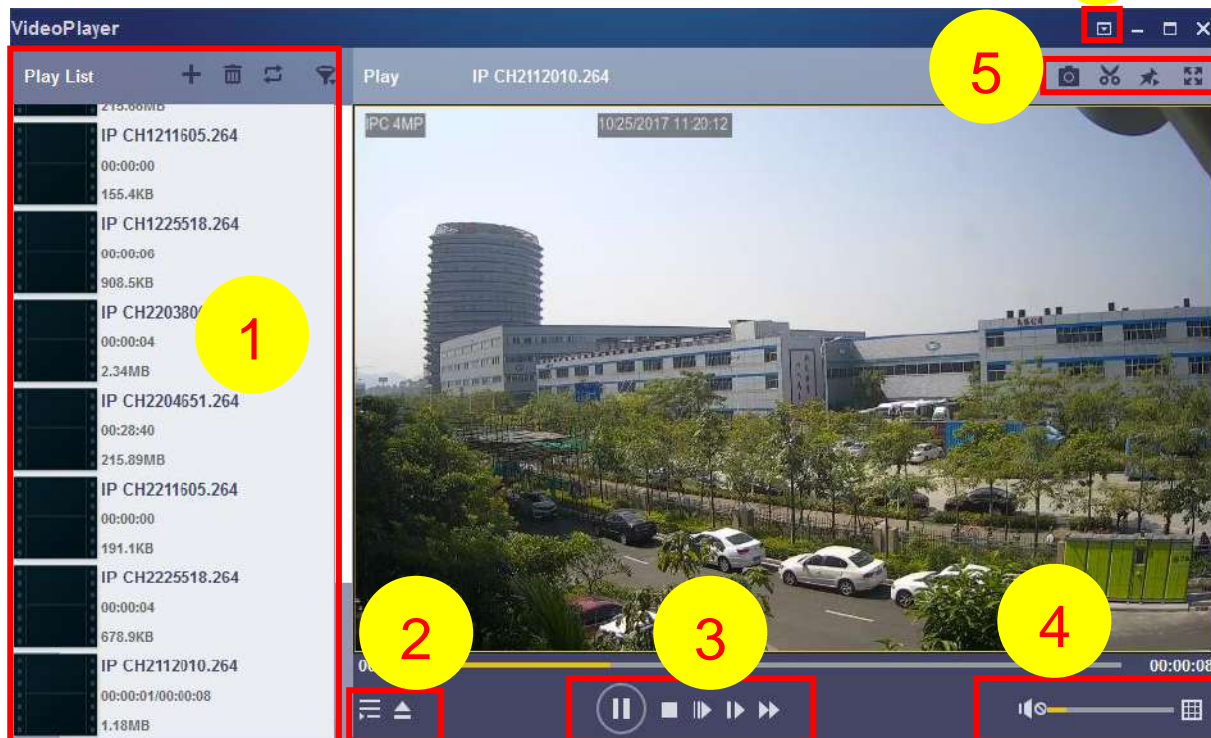 VideoPlayer
Play List
Play
IP CH2112010.264
5
215.68MB
IPC 4MP
10/25/2017 11:20:12
IP CH1211605.264
00:00:00
155.4KB
IP CH1225518.264
00:00:06
908.5KB
IP CH220380
00:00:04
2.34MB
1
IP CH2204651.264
00:28:40
215.89MB
IP CH2211605.264
00:00:00
191.1KB
IP CH2225518.264
00:00:04
678.9KB
IP CH2112010.264
00:00:01/00:00:08
1.18MB
2
3
4
00:00:08